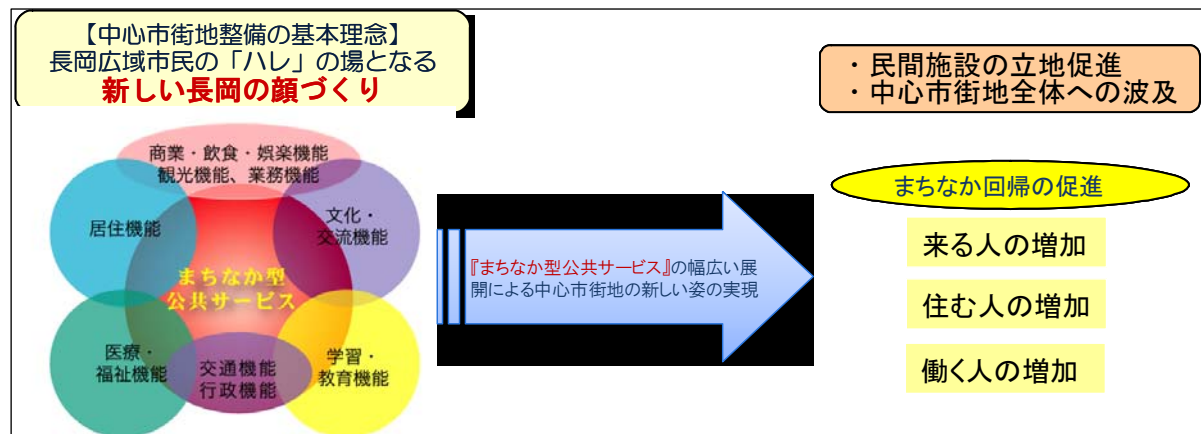 【中心市街地整備の基本理念】
長岡広域市民の「ハレ」の場となる
新しい長岡の顔づくり
商業・飲食・娯楽機能
観光機能、業務機能
居住機能
文化・
交流機能
まちなか型
公共サービス
医療・
福祉機能
交通機能
行政機能
学習・
教育機能
『まちなか型公共サービス』の幅広い展
開による中心市街地の新しい姿の実現
・民間施設の立地促進
・中心市街地全体への波及
まちなか回帰の促進
来る人の増加
住む人の増加
働く人の増加